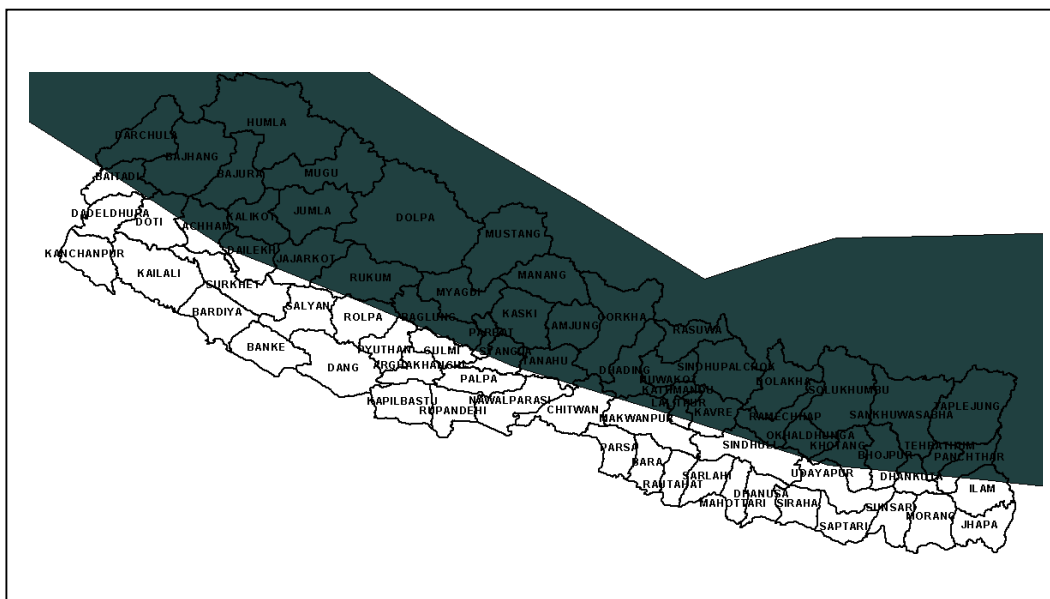 HUMLA
DARCHULA
BAJHANG
BAITADI
BAJURA
MUGU
DADELDHURA
DOTI
ACHHAM
KALIKOT
JUMLA
DOLPA
MUSTANG
KANCHANPUR
KAILALI
DAILEKH
JAJARKOT
SURKHET
RUKUM
MANANG
MYAGDI
BARDIYA
SALYAN
ROLPA
BAGLUNG
KASKI
LAMJUNG
GORKHA
RASUWA
BANKE
DANG
PYUTHAN
GULMI
PARBAT
SYANGJA
TANAHU
ARGHAKHANCHI
PALPA
DHADING
NUWAKOT
SINDHUPALCHOK
DOLAKHA
SOLUKHUMBU
SANKHUWASABHA
TAPLEJUNG
KATHMANDU
LALITPUR
KAVRE
RAMECHHAP
KAPILBASTU
RUPANDEHI
NAWALPARASI
CHITWAN
MAKWANPUR
SINDHULI
OKHALDHUNGA
KHOTANG
BHOJPUR
TEHRATHUM
PANCHTHAR
PARSA
BARA
RAUTAHAT
SARLAHI
UDAYAPUR
DHANKUTA
ILAM
MAHOTTARI
DHANUSA
SIRAHA
SAPTARI
SUNSARI
MORANG
JHAPA